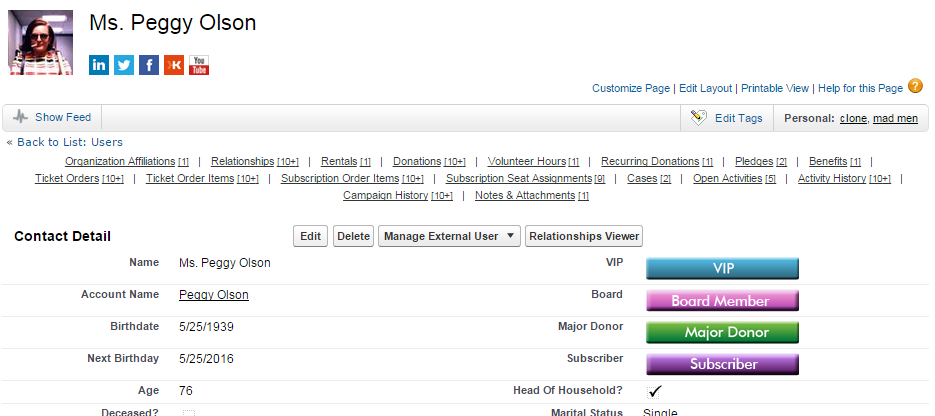 Ms. Peggy Olson
in f K You Tube
Customize Page | Edit Layout | Printable View | Help for this Page ?
Show Feed Edit Tags Personal: clone, mad men
« Back to List: Users
Organization Affiliations [1] | Relationships [10+] | Rentals [1] | Donations [10+] | Volunteer Hours [1] | Recurring Donations [1] | Pledges [2] | Benefits [1] |
Ticket Orders [10+] | Ticket Order Items [10+] | Subscription Order Items [10+] | Subscription Seat Assignments [9] | Cases [2] | Open Activities [5] | Activity History [10+] |
Campaign History [10+] | Notes & Attachments [1]
Contact Detail Edit Delete Manage External User Relationships Viewer
Name Ms. Peggy Olson VIP VIP
Account Name Peggy Olson Board Board Member
Birthdate 5/25/1939 Major Donor Major Donor
Next Birthday 5/25/2016 Subscriber Subscriber
Age 76 Head Of Household?
Deceased? Marital Status Single